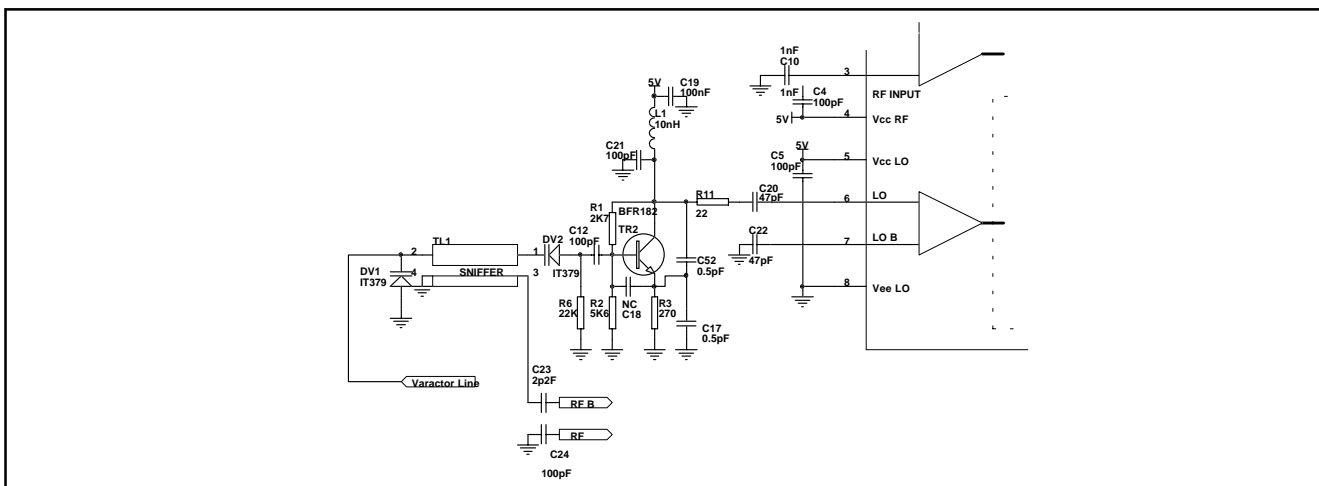 1nF
C10
3
RF INPUT
1nF
C4
100pF
5V
4
Vcc RF
5V
C19
100nF
L1
10nH
C21
100pF
5V
C5
100pF
5
Vcc LO
R11
22
C20
47pF
6
LO
R1
2K7
BFR182
TR2
C22
47pF
7
LO B
C12
100pF
2
TL1
1
DV2
IT379
C52
0.5pF
DV1
IT379
4
SNIFFER
3
R6
22K
R2
5K6
NC
C18
R3
270
C17
0.5pF
8
Vee LO
Varactor Line
C23
2p2F
RF B
RF
C24
100pF